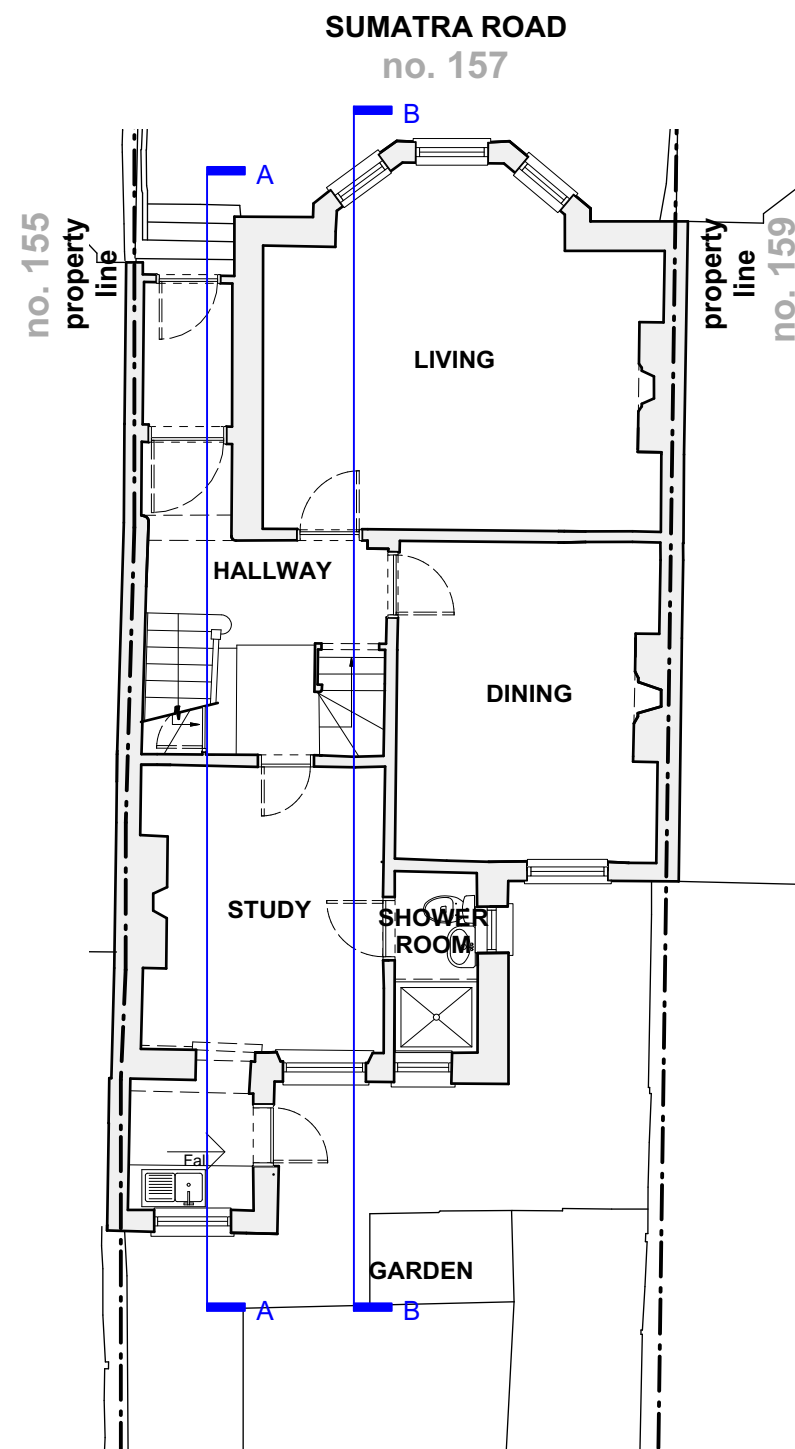 SUMATRA ROAD
no. 157
B
A
no. 155
property
line
property
line
no. 159
LIVING
HALLWAY
DINING
STUDY
SHOWER
ROOM
Fal
GARDEN
A
B